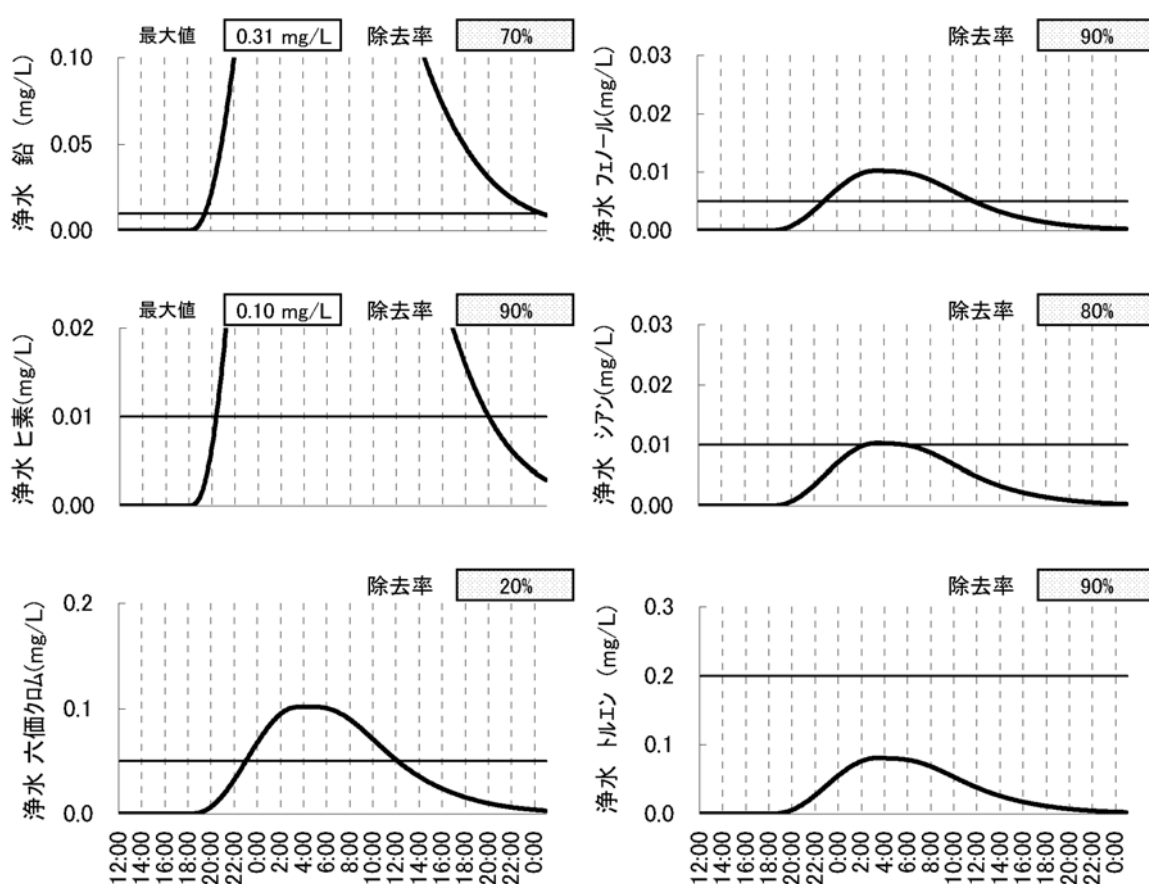 最大値 0.31 mg/L 除去率 70%
浄水 鉛 (mg/L)
0.10
0.05
0.00
除去率 90%
浄水 フェノール(mg/L)
0.03
0.02
0.01
0.00
最大値 0.10 mg/L 除去率 90%
浄水 ヒ素(mg/L)
0.02
0.01
0.00
除去率 80%
浄水 シアン(mg/L)
0.03
0.02
0.01
0.00
除去率 20%
浄水 六価クロム(mg/L)
0.2
0.1
0.0
12:00 14:00 16:00 18:00 20:00 22:00 0:00 2:00 4:00 6:00 8:00 10:00 12:00 14:00 16:00 18:00 20:00 22:00 0:00
除去率 90%
浄水 トルエン (mg/L)
0.3
0.2
0.1
0.0
12:00 14:00 16:00 18:00 20:00 22:00 0:00 2:00 4:00 6:00 8:00 10:00 12:00 14:00 16:00 18:00 20:00 22:00 0:00